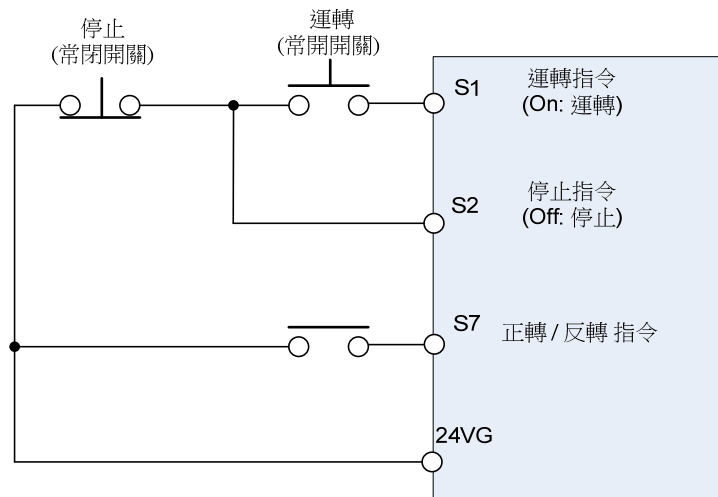 停止
(常閉開關)
運轉
(常開開關)
S1
運轉指令
(On: 運轉)
S2
停止指令
(Off: 停止)
S7
正轉 / 反轉 指令
24VG